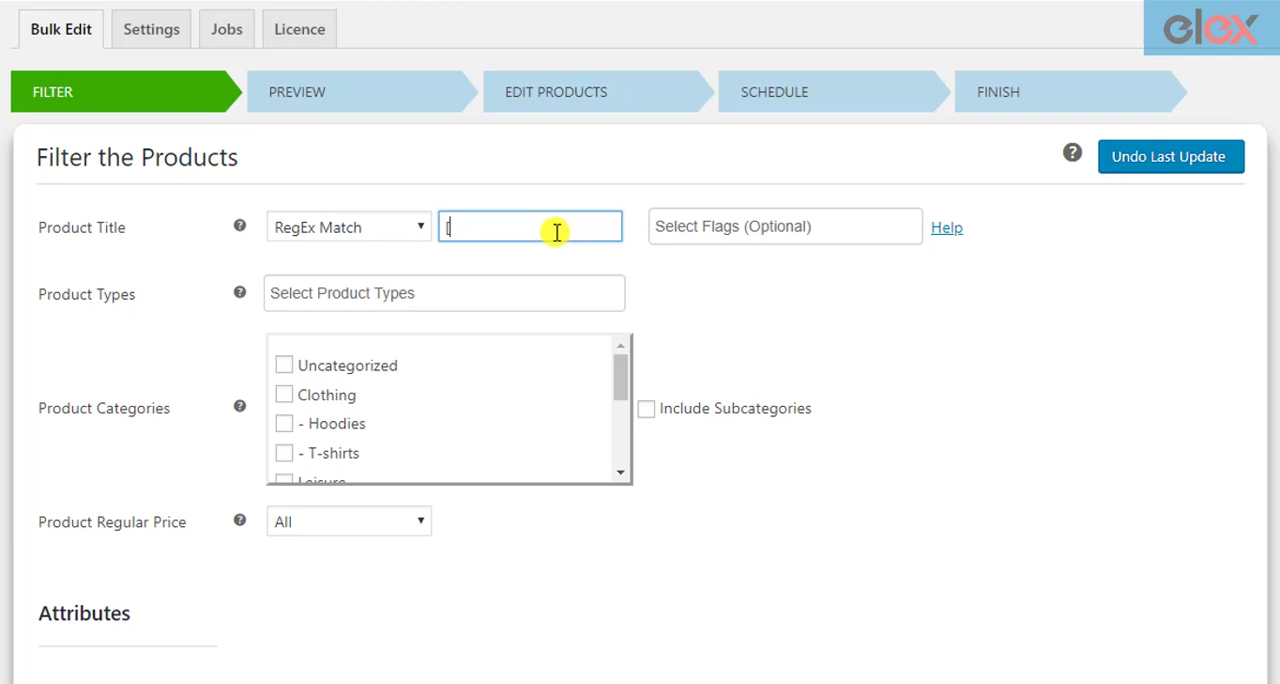 Bulk Edit Settings Jobs Licence
elex
FILTER PREVIEW EDIT PRODUCTS SCHEDULE FINISH
Filter the Products ? Undo Last Update
Product Title ? RegEx Match [ Select Flags (Optional) Help
Product Types ? Select Product Types
Uncategorized
Clothing
Product Categories ? Include Subcategories
- Hoodies
- T-shirts
Leisure
Product Regular Price ? All
Attributes